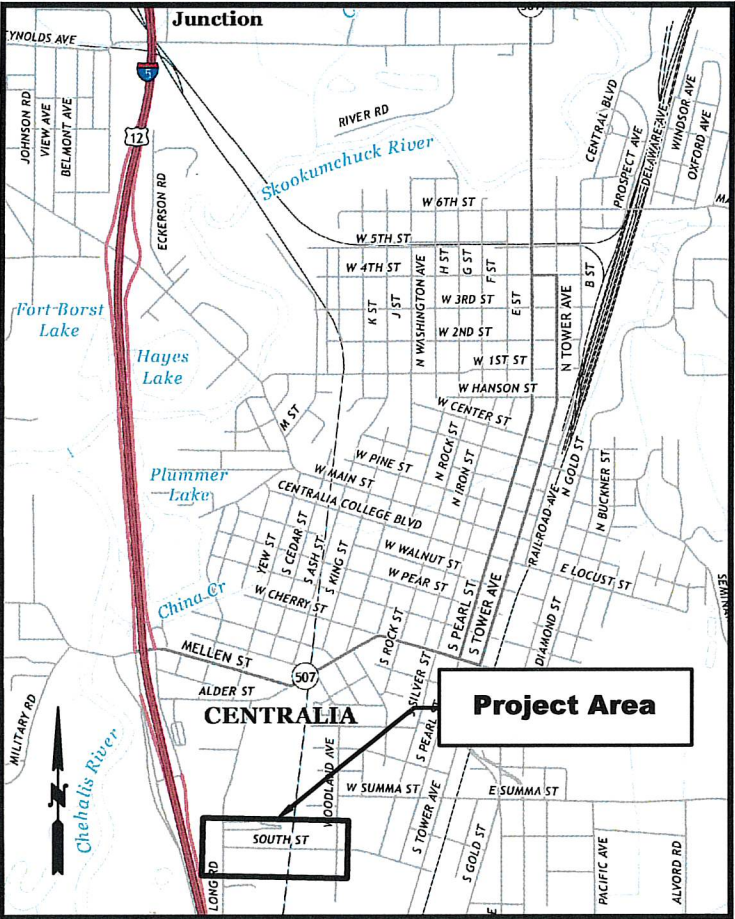 Junction
507
YNOLDS AVE
5
12
JOHNSON RD
VIEW AVE
BELMONT AVE
ECKERSON RD
RIVER RD
Skookumchuck River
CENTRAL BLVD
PROSPECT AVE
DELAWARE AVE
WINDSOR AVE
OXFORD AVE
W 6TH ST
W 5TH ST
W 4TH ST
H ST
G ST
F ST
B ST
K ST
J ST
N WASHINGTON AVE
W 3RD ST
E ST
W 2ND ST
N TOWER AVE
W 1ST ST
W HANSON ST
Fort Borst
Lake
Hayes
Lake
M ST
W CENTER ST
W PINE ST
N ROCK ST
N IRON ST
W MAIN ST
N GOLD ST
N BUCKNER ST
Plummer
Lake
CENTRALIA COLLEGE BLVD
RAILROAD AVE
YEW ST
S CEDAR ST
S ASH ST
S KING ST
W WALNUT ST
W PEAR ST
E LOCUST ST
SEMINA
China Cr
W CHERRY ST
S ROCK ST
S PEARL ST
S TOWER AVE
DIAMOND ST
MELLEN ST
507
ALDER ST
CENTRALIA
S SILVER ST
S PEARL
Project Area
MILITARY RD
N
Chehalis River
WOODLAND AVE
W SUMMA ST
E SUMMA ST
S TOWER AVE
SOUTH ST
LONG RD
S GOLD ST
PACIFIC AVE
ALVORD RD
E